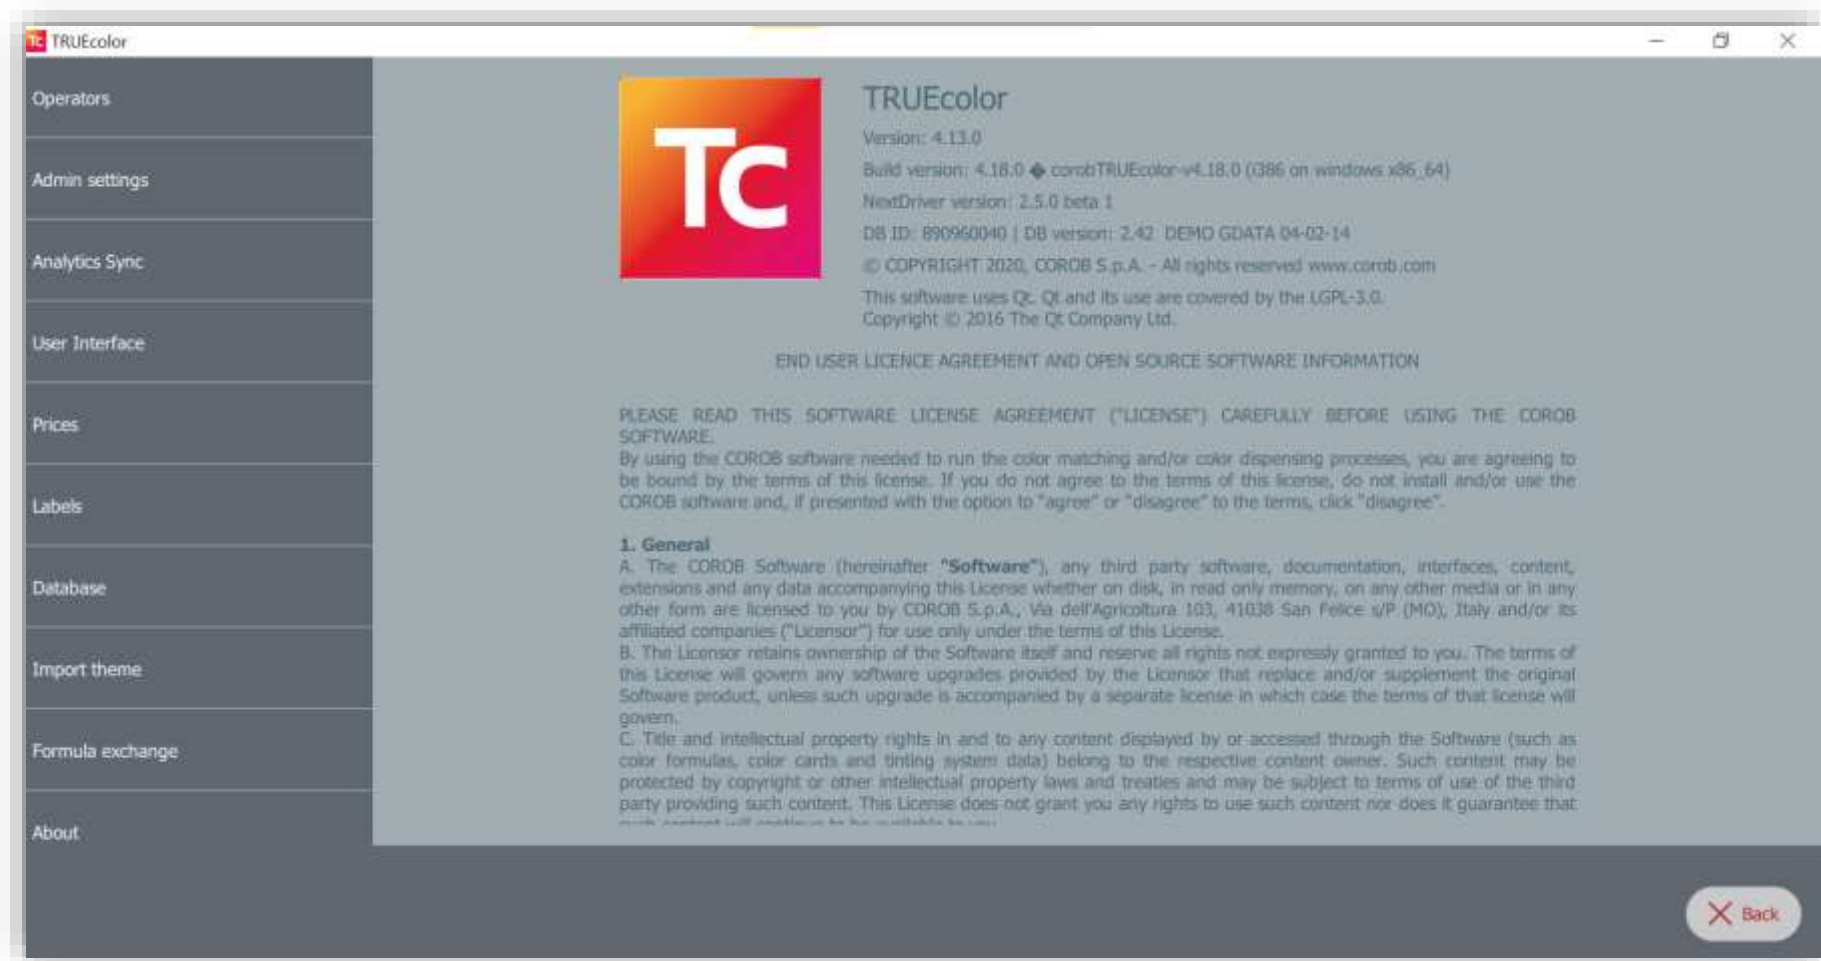 TC TRUEcolor
Operators
Admin settings
Analytics Sync
User Interface
Prices
Labels
Database
Import theme
Formula exchange
About
Tc
TRUEcolor
Version: 4.13.0
Build version: 4.18.0 � corobTRUEcolor-v4.18.0 (i386 on windows x86_64)
NextDriver version: 2.5.0 beta 1
DB ID: 890960040 | DB version: 2.42 DEMO GDATA 04-02-14
© COPYRIGHT 2020, COROB S.p.A. - All rights reserved www.corob.com
This software uses Qt. Qt and its use are covered by the LGPL-3.0.
Copyright © 2016 The Qt Company Ltd.
END USER LICENCE AGREEMENT AND OPEN SOURCE SOFTWARE INFORMATION
PLEASE READ THIS SOFTWARE LICENSE AGREEMENT ("LICENSE") CAREFULLY BEFORE USING THE COROB
SOFTWARE.
By using the COROB software needed to run the color matching and/or color dispensing processes, you are agreeing to
be bound by the terms of this license. If you do not agree to the terms of this license, do not install and/or use the
COROB software and, if presented with the option to "agree" or "disagree" to the terms, click "disagree".
1. General
A. The COROB Software (hereinafter "Software"), any third party software, documentation, interfaces, content,
extensions and any data accompanying this License whether on disk, in read only memory, on any other media or in any
other form are licensed to you by COROB S.p.A., Via dell'Agricoltura 103, 41038 San Felice s/P (MO), Italy and/or its
affiliated companies ("Licensor") for use only under the terms of this License.
B. The Licensor retains ownership of the Software itself and reserve all rights not expressly granted to you. The terms of
this License will govern any software upgrades provided by the Licensor that replace and/or supplement the original
Software product, unless such upgrade is accompanied by a separate license in which case the terms of that license will
govern.
C. Title and intellectual property rights in and to any content displayed by or accessed through the Software (such as
color formulas, color cards and tinting system data) belong to the respective content owner. Such content may be
protected by copyright or other intellectual property laws and treaties and may be subject to terms of use of the third
party providing such content. This License does not grant you any rights to use such content nor does it guarantee that
such content will continue to be available to you
Back